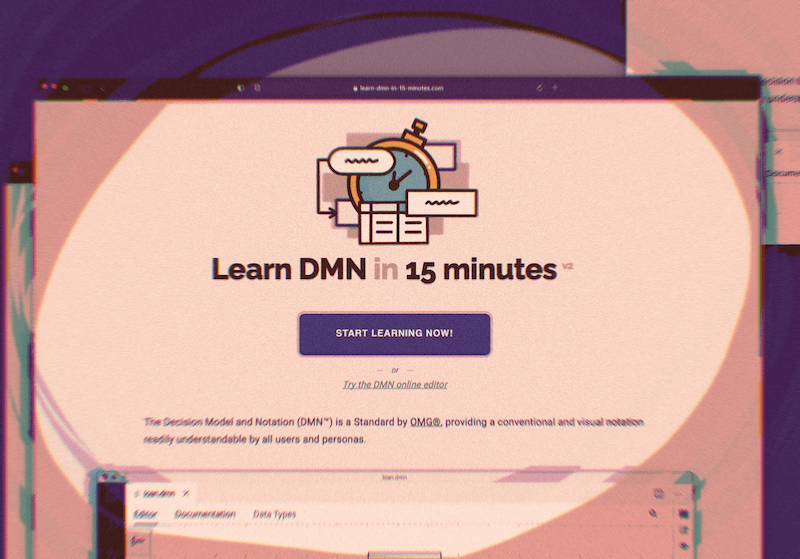 learn-dmn-in-15-minutes.com
Learn DMN in 15 minutes v2
START LEARNING NOW!
— or —
Try the DMN online editor
The Decision Model and Notation (DMN™) is a Standard by OMG®, providing a conventional and visual notation
readily understandable by all users and personas.
loan.dmn
loan.dmn ×
Editor Documentation Data Types